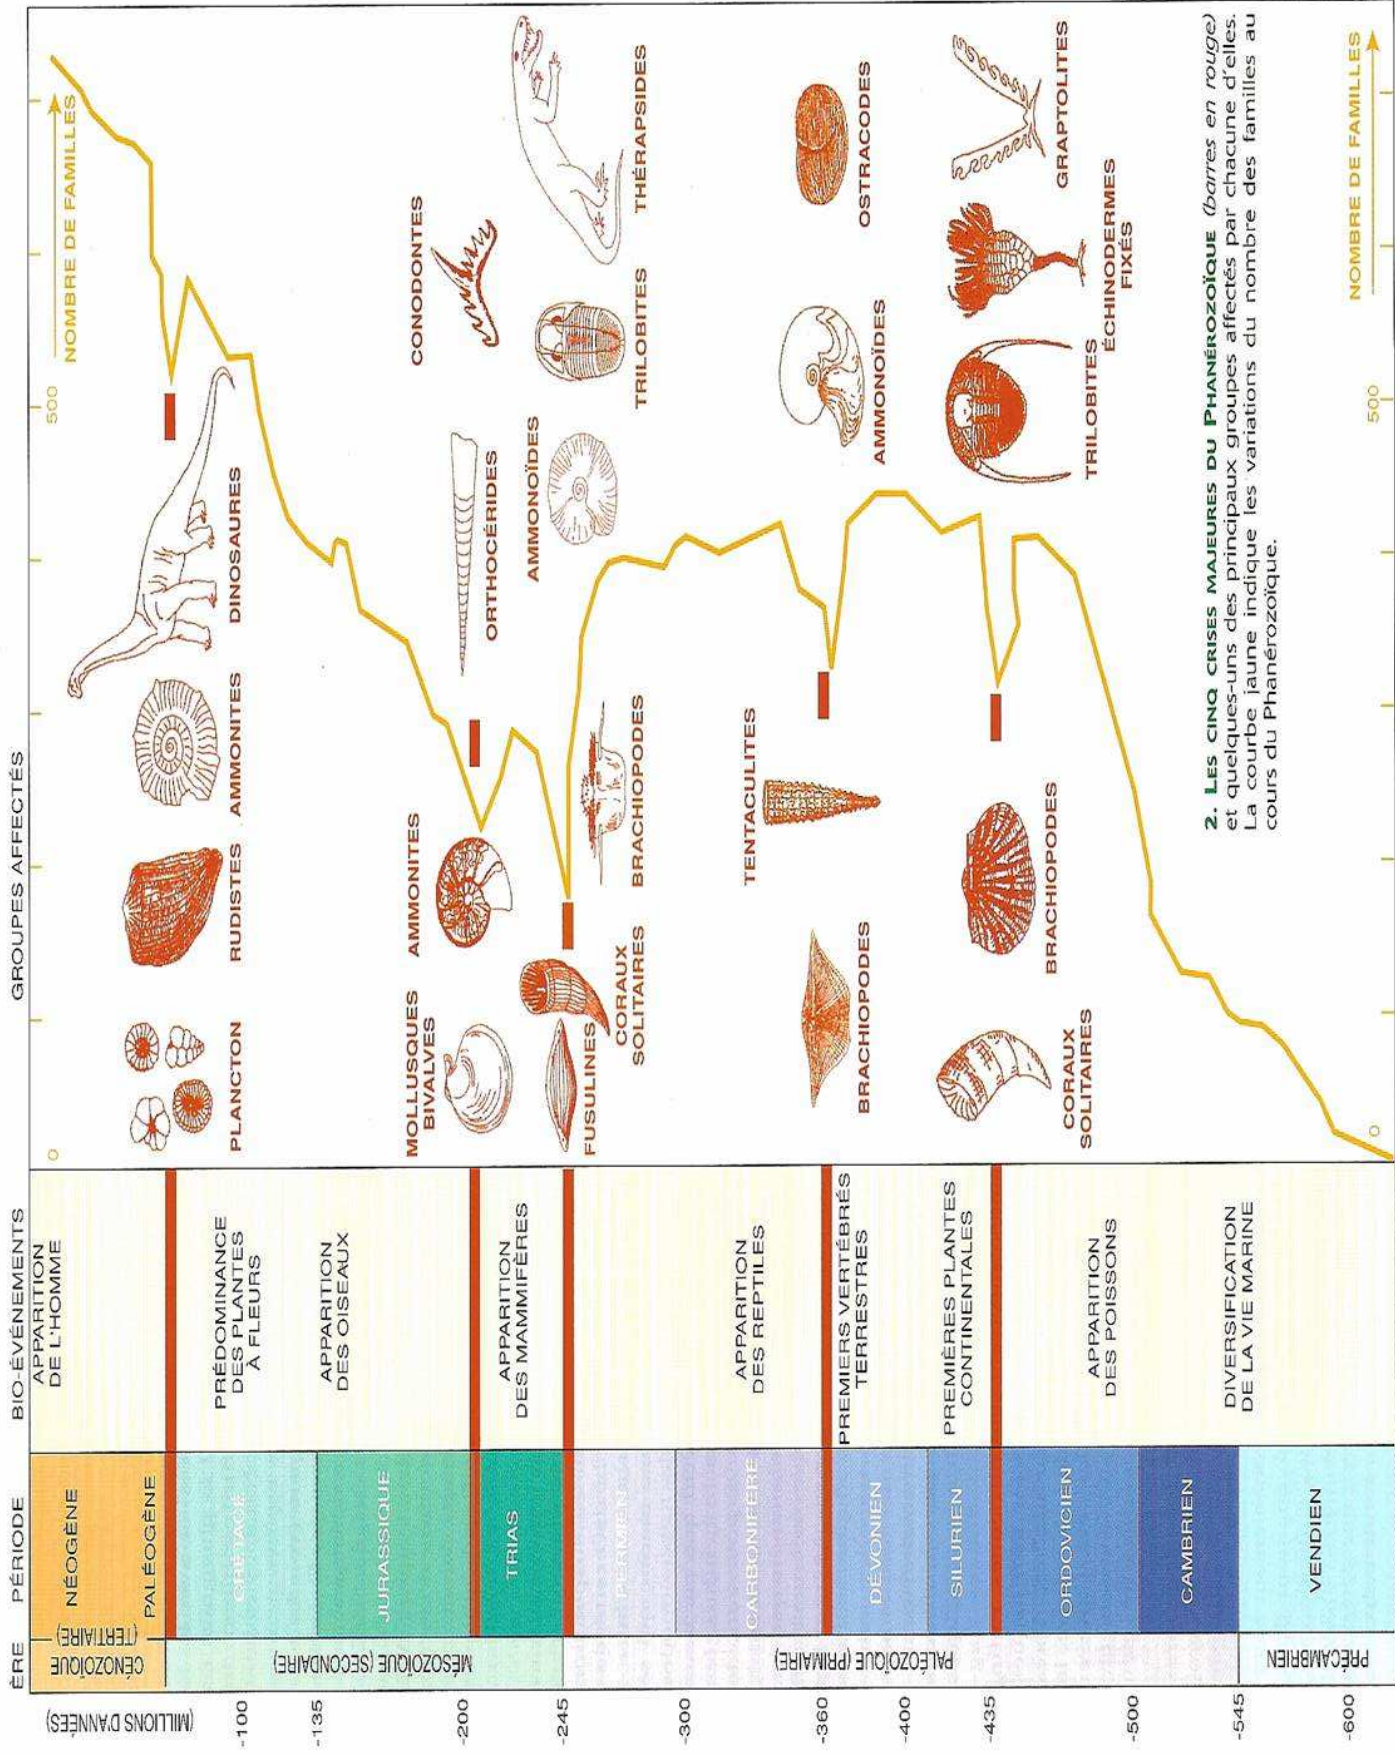 GROUPES AFFECTÉS
ÈRE
PÉRIODE
BIO-ÉVÉNEMENTS
(MILLIONS D'ANNÉES)
-100
-135
-200
-245
-300
-360
-400
-435
-500
-545
-600
CÉNOZOÏQUE
(TERTIAIRE)
MÉSOZOÏQUE (SECONDAIRE)
PALÉOZOÏQUE (PRIMAIRE)
PRÉCAMBRIEN
NÉOGÈNE
PALÉOGÈNE
CRÉTACÉ
JURASSIQUE
TRIAS
PERMIEN
CARBONIFÈRE
DÉVONIEN
SILURIEN
ORDOVICIEN
CAMBRIEN
VENDIEN
APPARITION
DE L'HOMME
PRÉDOMINANCE
DES PLANTES
À FLEURS
APPARITION
DES OISEAUX
APPARITION
DES MAMMIFÈRES
APPARITION
DES REPTILES
PREMIERS VERTÉBRÉS
TERRESTRES
PREMIÈRES PLANTES
CONTINENTALES
APPARITION
DES POISSONS
DIVERSIFICATION
DE LA VIE MARINE
0
500
NOMBRE DE FAMILLES
PLANCTON
RUDISTES
AMMONITES
DINOSAURES
MOLLUSQUES
BIVALVES
AMMONITES
ORTHOCÉRIDES
CONODONTES
FUSULINES
CORAUX
SOLITAIRES
BRACHIOPODES
AMMONOÏDES
TRILOBITES
THÉRAPSIDES
BRACHIOPODES
TENTACULITES
AMMONOÏDES
OSTRACODES
CORAUX
SOLITAIRES
BRACHIOPODES
TRILOBITES
ÉCHINODERMES
FIXÉS
GRAPTOLITES
2. LES CINQ CRISES MAJEURES DU PHANÉROZOÏQUE (barres en rouge)
et quelques-uns des principaux groupes affectés par chacune d'elles.
La courbe jaune indique les variations du nombre des familles au
cours du Phanérozoïque.
0
500
NOMBRE DE FAMILLES